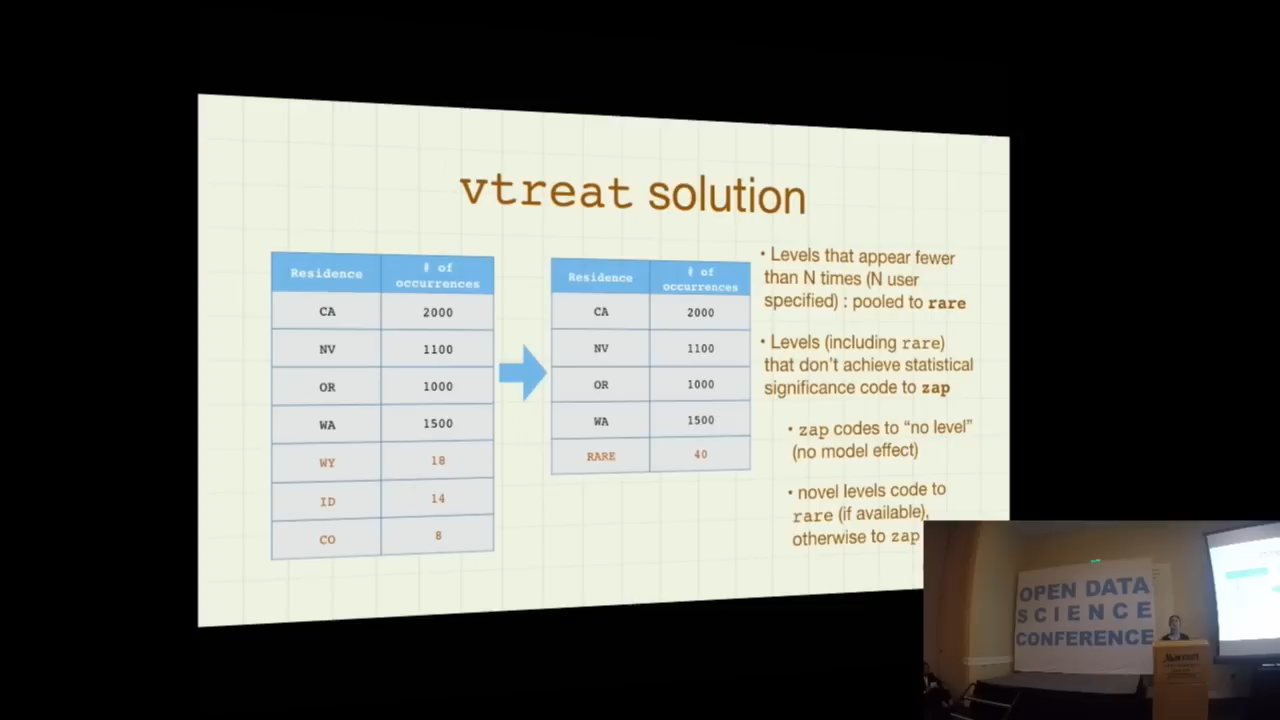 vtreat solution
Residence # of occurrences
CA 2000
NV 1100
OR 1000
WA 1500
WY 18
ID 14
CO 8
Residence # of occurrences
CA 2000
NV 1100
OR 1000
WA 1500
RARE 40
• Levels that appear fewer
than N times (N user
specified) : pooled to rare
• Levels (including rare)
that don't achieve statistical
significance code to zap
• zap codes to "no level"
(no model effect)
• novel levels code to
rare (if available),
otherwise to zap
OPEN DATA
SCIENCE
CONFERENCE
Marriott